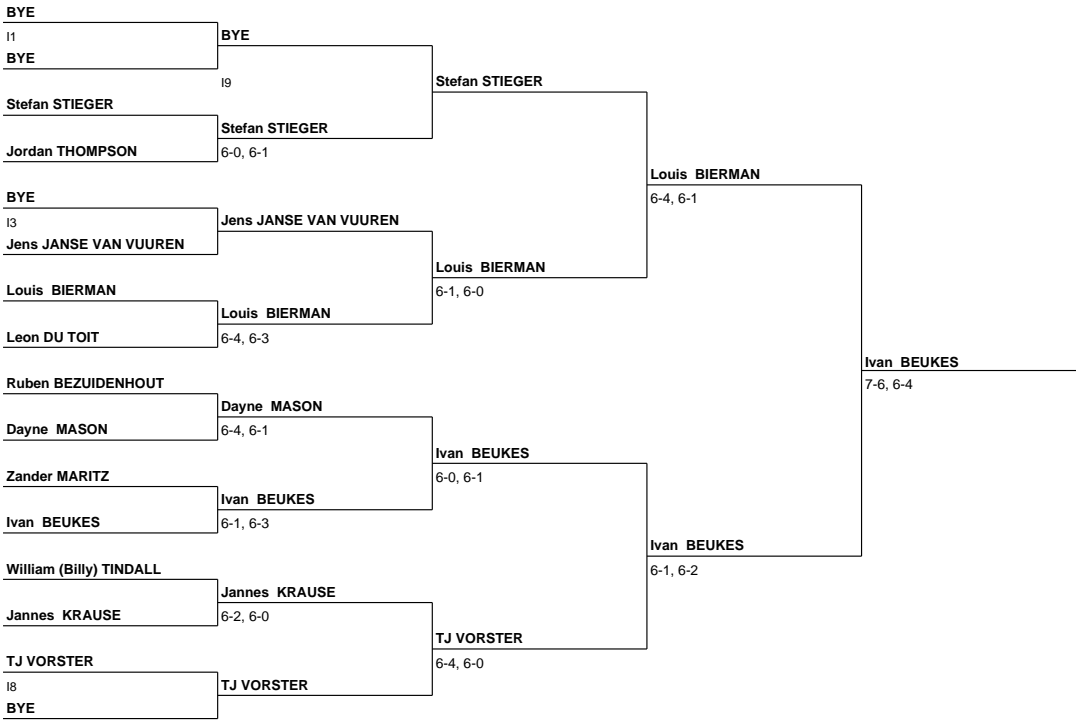 BYE
I1
BYE
Stefan STIEGER
Jordan THOMPSON
BYE
I3
Jens JANSE VAN VUUREN
Louis BIERMAN
Leon DU TOIT
Ruben BEZUIDENHOUT
Dayne MASON
Zander MARITZ
Ivan BEUKES
William (Billy) TINDALL
Jannes KRAUSE
TJ VORSTER
I8
BYE
BYE
I9
Stefan STIEGER
6-0, 6-1
Jens JANSE VAN VUUREN
Louis BIERMAN
6-4, 6-3
Dayne MASON
6-4, 6-1
Ivan BEUKES
6-1, 6-3
Jannes KRAUSE
6-2, 6-0
TJ VORSTER
Stefan STIEGER
Louis BIERMAN
6-1, 6-0
Ivan BEUKES
6-0, 6-1
TJ VORSTER
6-4, 6-0
Louis BIERMAN
6-4, 6-1
Ivan BEUKES
6-1, 6-2
Ivan BEUKES
7-6, 6-4